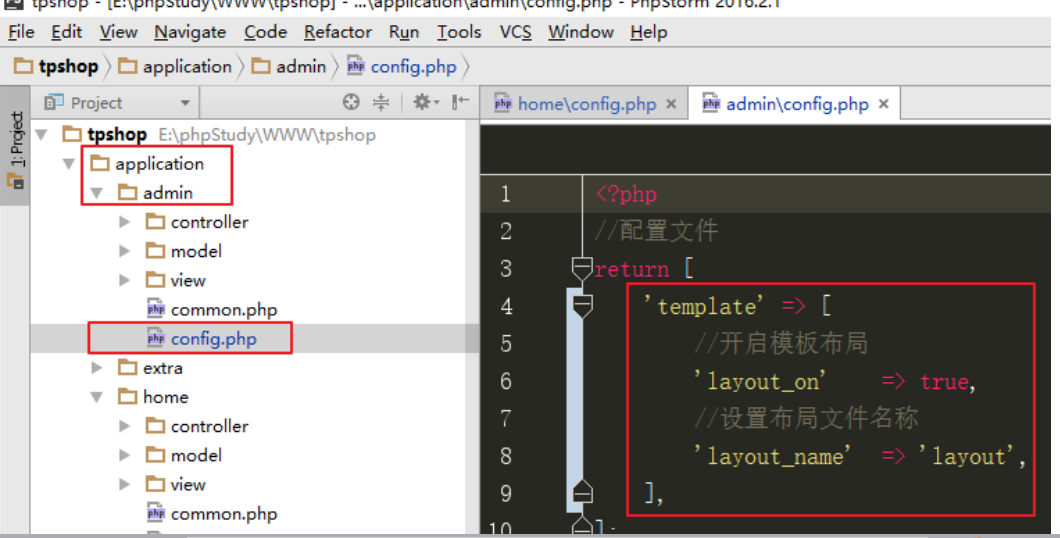 tpshop - [E:\phpStudy\WWW\tpshop] - ...\application\admin\config.php - PhpStorm 2016.2.1
File Edit View Navigate Code Refactor Run Tools VCS Window Help
tpshop application admin config.php
1: Project
Project
home\config.php × admin\config.php ×
tpshop E:\phpStudy\WWW\tpshop
application
admin
controller
model
view
common.php
config.php
extra
home
controller
model
view
common.php
1 <?php
2 //配置文件
3 return [
4 'template' => [
5 //开启模板布局
6 'layout_on' => true,
7 //设置布局文件名称
8 'layout_name' => 'layout',
9 ],
10 ];